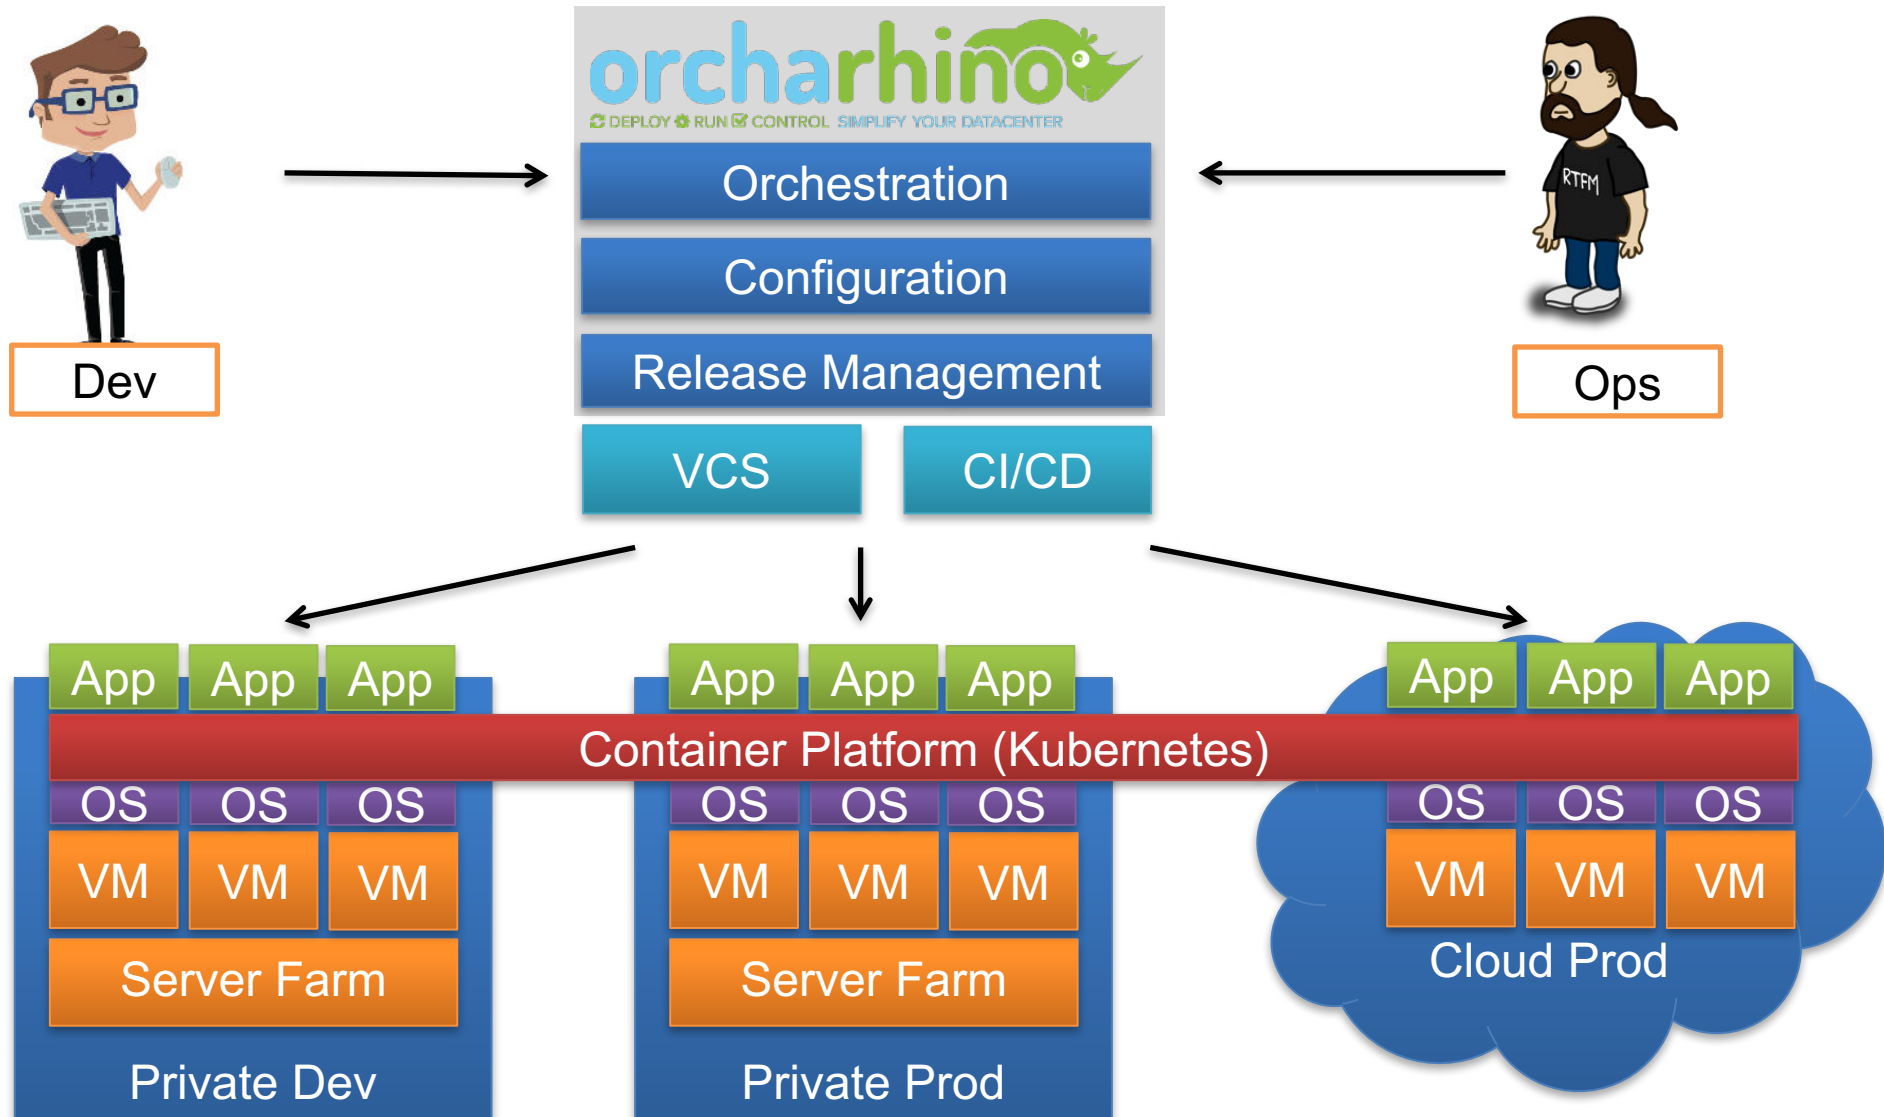 orcharhino
DEPLOY RUN CONTROL SIMPLIFY YOUR DATACENTER
Orchestration
RTFM
Configuration
Release Management
Dev
Ops
VCS CI/CD
App App App App App App App App App
Container Platform (Kubernetes)
OS OS OS OS OS OS OS OS OS
VM VM VM VM VM VM VM VM VM
Server Farm Server Farm Cloud Prod
Private Dev Private Prod